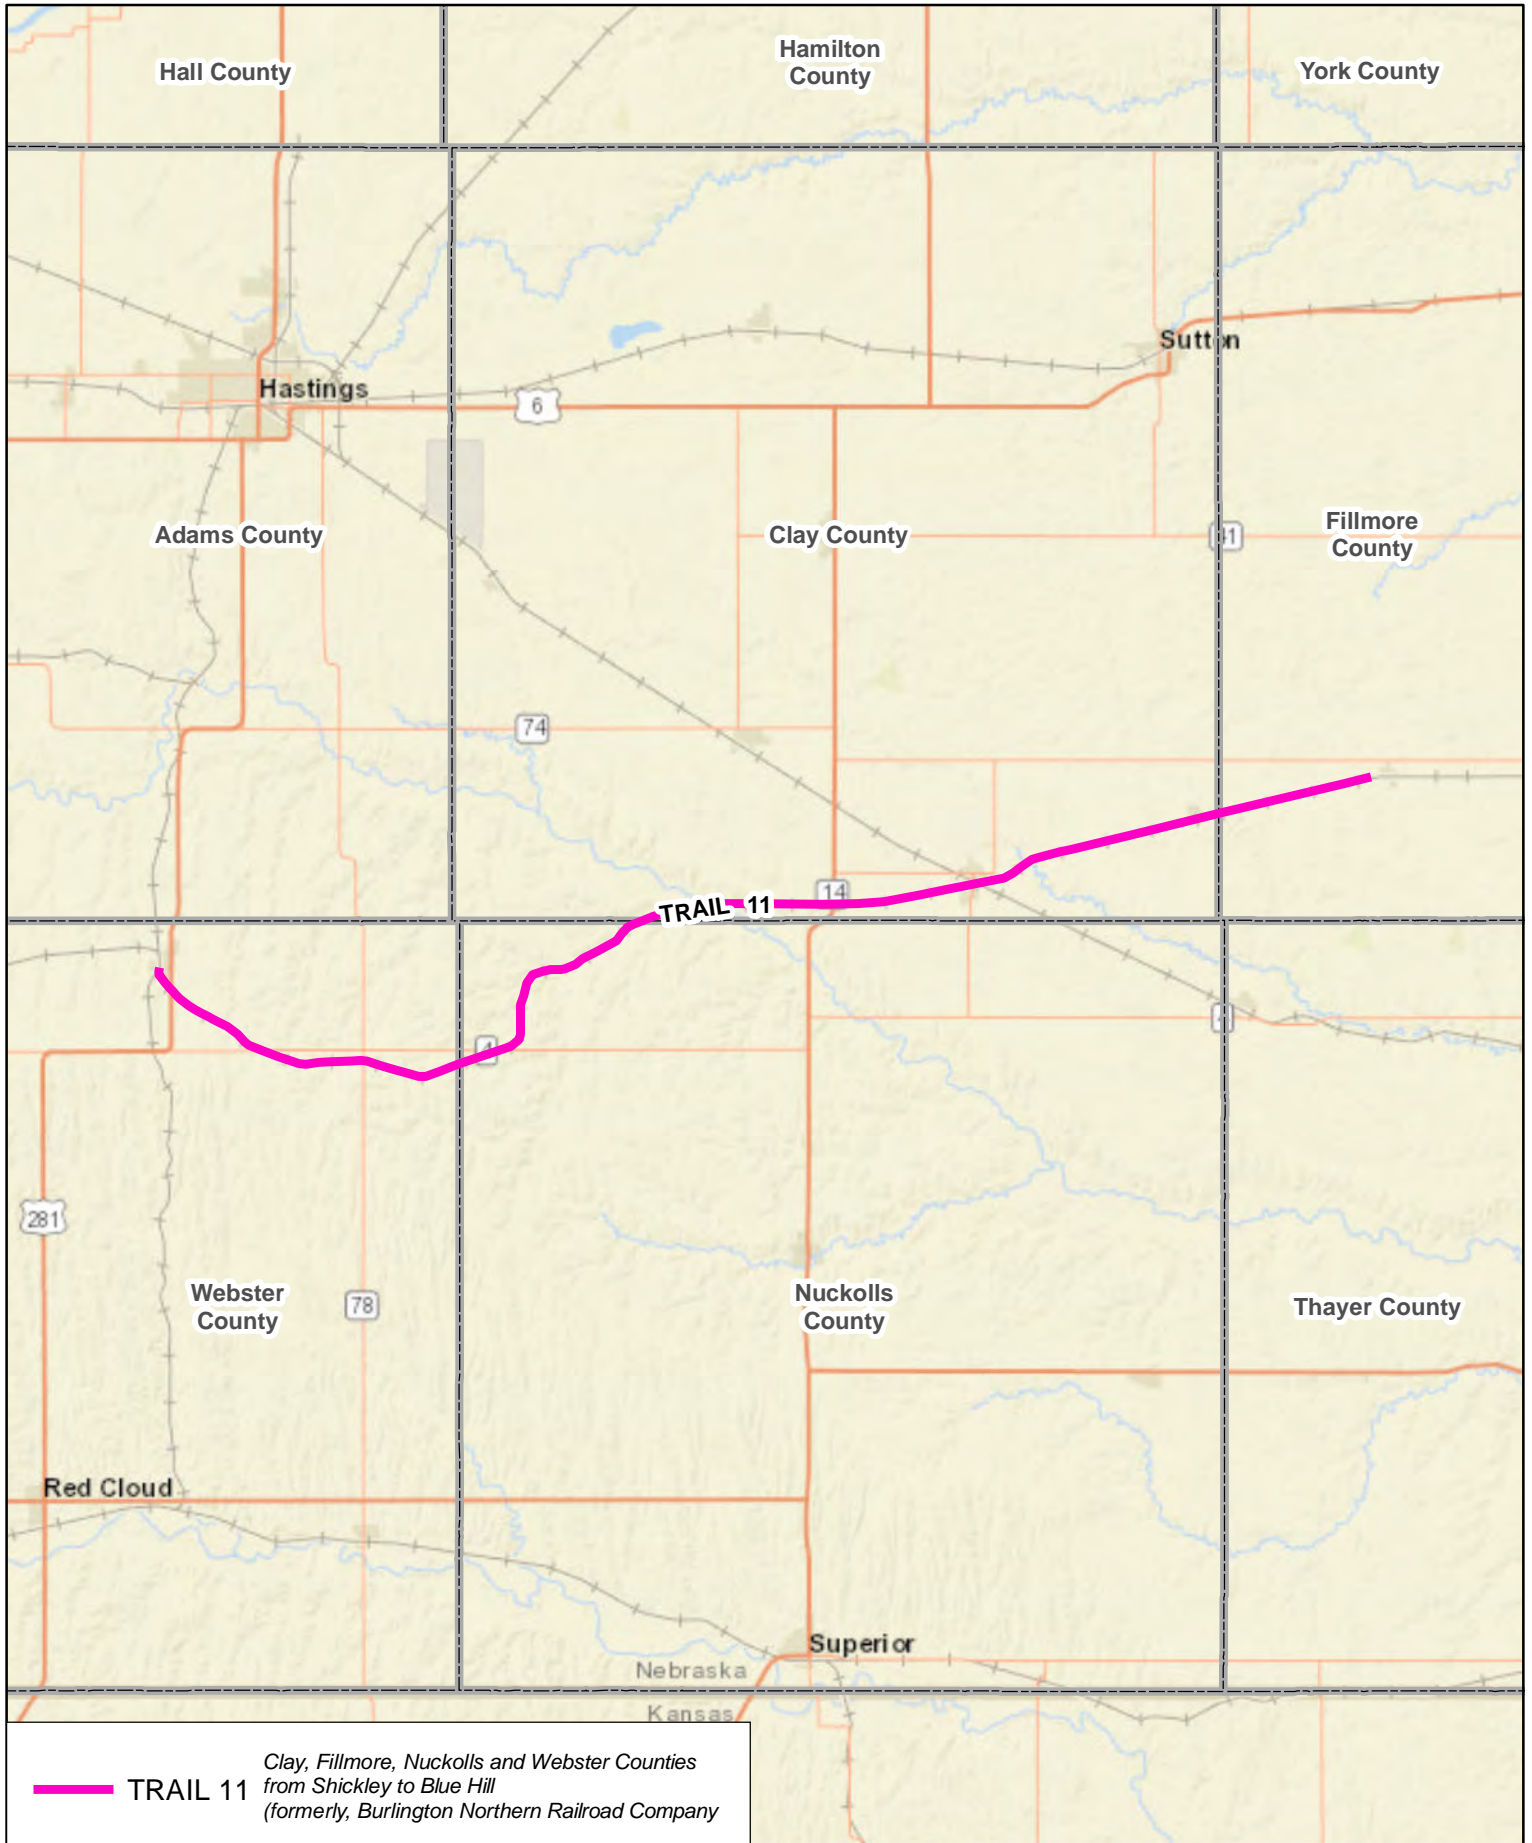 Hall County
Hamilton
County
York County
Sutton
Hastings
6
Adams County
Clay County
41
Fillmore
County
74
14
TRAIL 11
4
4
281
Webster
County
78
Nuckolls
County
Thayer County
Red Cloud
Superior
Nebraska
Kansas
TRAIL 11
Clay, Fillmore, Nuckolls and Webster Counties
from Shickley to Blue Hill
(formerly, Burlington Northern Railroad Company